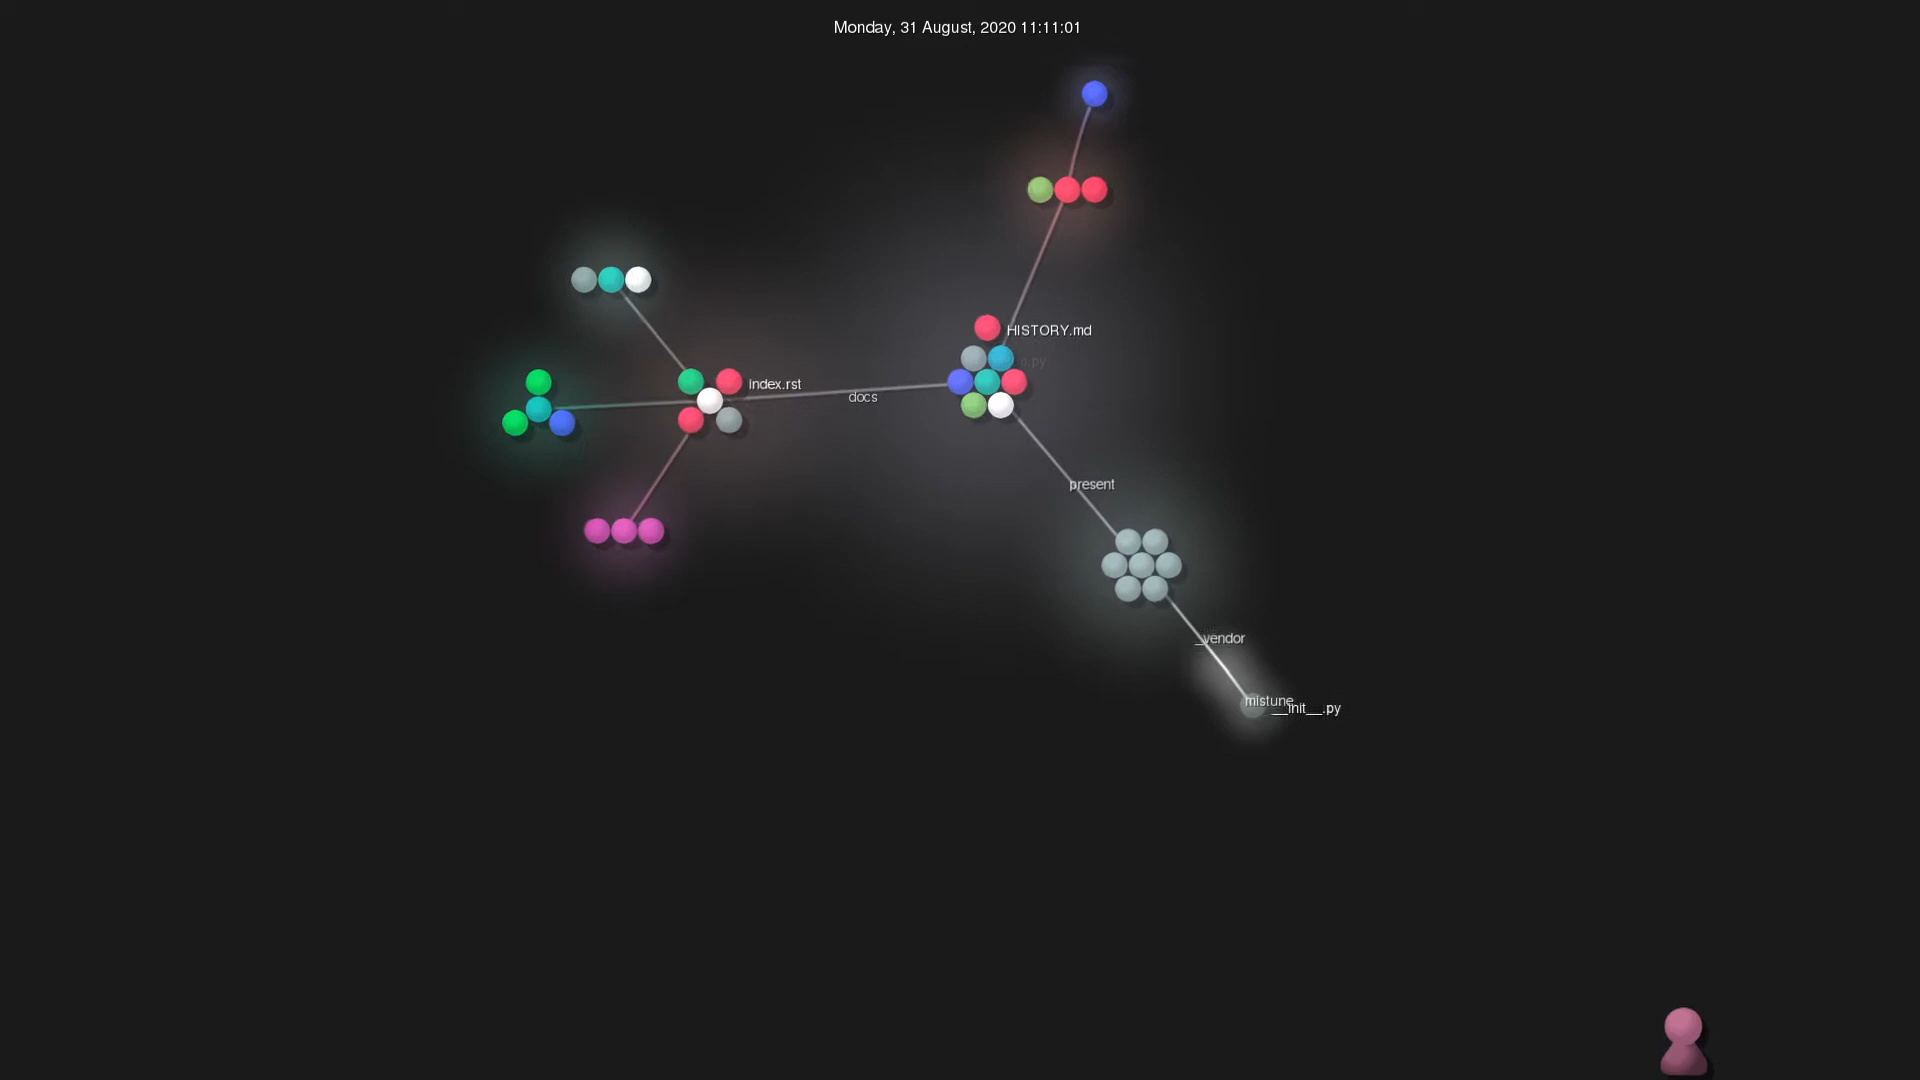 Monday, 31 August, 2020 11:11:01
HISTORY.md
index.rst
docs
present
_vendor
mistune
__init__.py